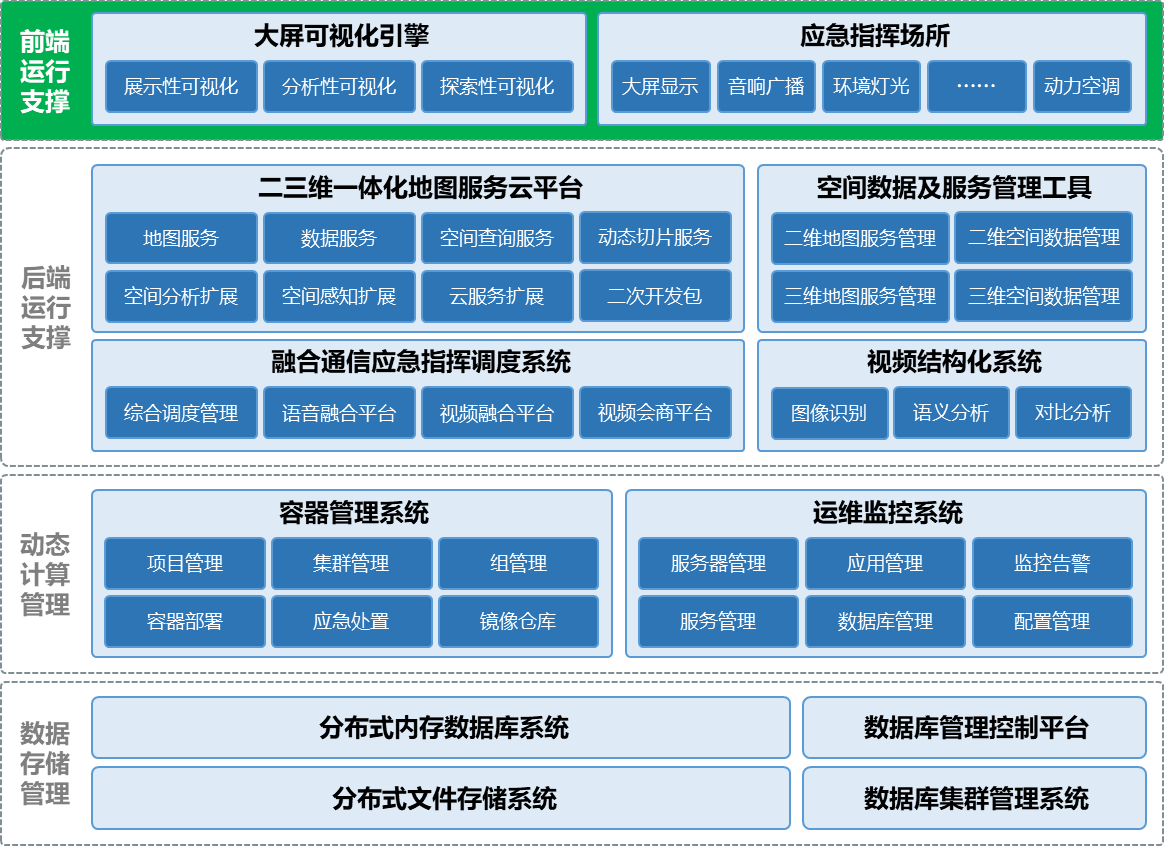 前端
运行
支撑
大屏可视化引擎
展示性可视化
分析性可视化
探索性可视化
应急指挥场所
大屏显示
音响广播
环境灯光
······
动力空调
后端
运行
支撑
二三维一体化地图服务云平台
地图服务
数据服务
空间查询服务
动态切片服务
空间分析扩展
空间感知扩展
云服务扩展
二次开发包
空间数据及服务管理工具
二维地图服务管理
二维空间数据管理
三维地图服务管理
三维空间数据管理
融合通信应急指挥调度系统
综合调度管理
语音融合平台
视频融合平台
视频会商平台
视频结构化系统
图像识别
语义分析
对比分析
动态
计算
管理
容器管理系统
项目管理
集群管理
组管理
容器部署
应急处置
镜像仓库
运维监控系统
服务器管理
应用管理
监控告警
服务管理
数据库管理
配置管理
数据
存储
管理
分布式内存数据库系统
数据库管理控制平台
分布式文件存储系统
数据库集群管理系统